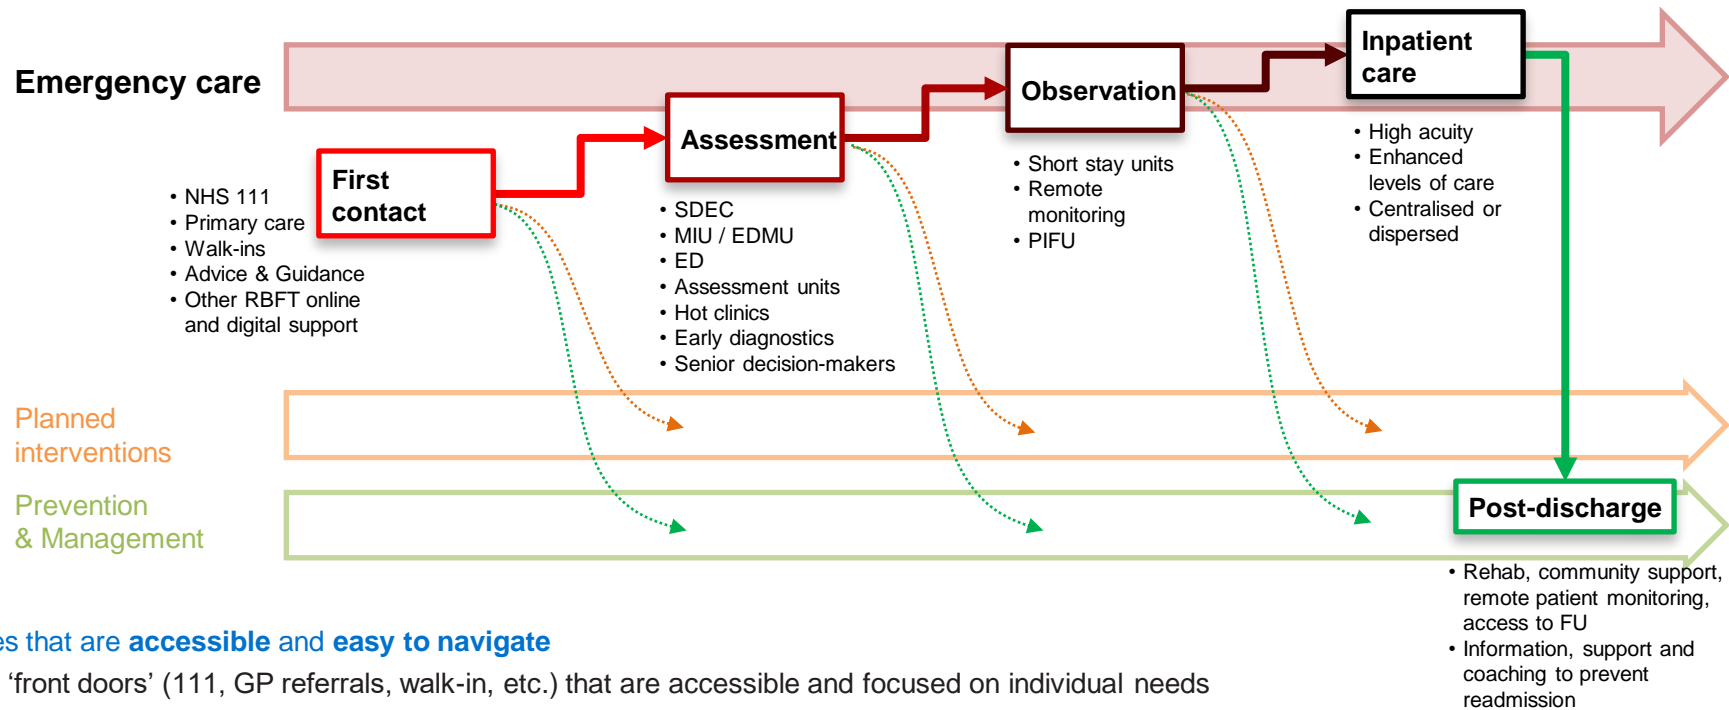 Emergency care
First
contact
• NHS 111
• Primary care
• Walk-ins
• Advice & Guidance
• Other RBFT online
and digital support
Assessment
• SDEC
• MIU / EDMU
• ED
• Assessment units
• Hot clinics
• Early diagnostics
• Senior decision-makers
Observation
• Short stay units
• Remote
monitoring
• PIFU
Inpatient
care
• High acuity
• Enhanced
levels of care
• Centralised or
dispersed
Planned
interventions
Prevention
& Management
Post-discharge
• Rehab, community support,
remote patient monitoring,
access to FU
• Information, support and
coaching to prevent
readmission
es that are accessible and easy to navigate
‘front doors’ (111, GP referrals, walk-in, etc.) that are accessible and focused on individual needs